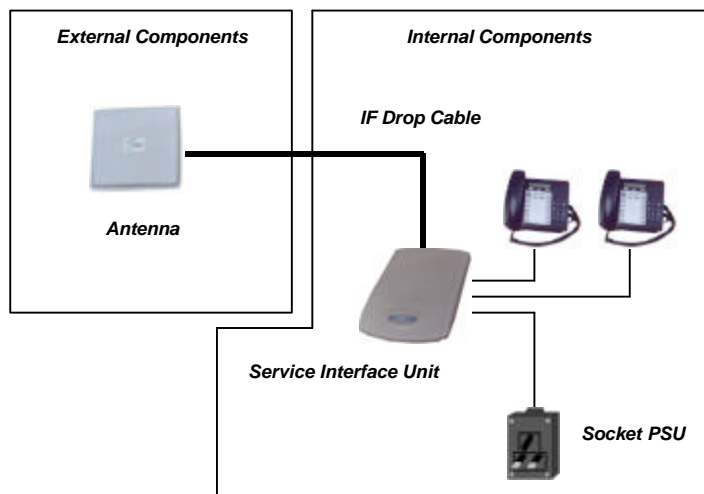 External Components
Internal Components
IF Drop Cable
Antenna
Service Interface Unit
Socket PSU